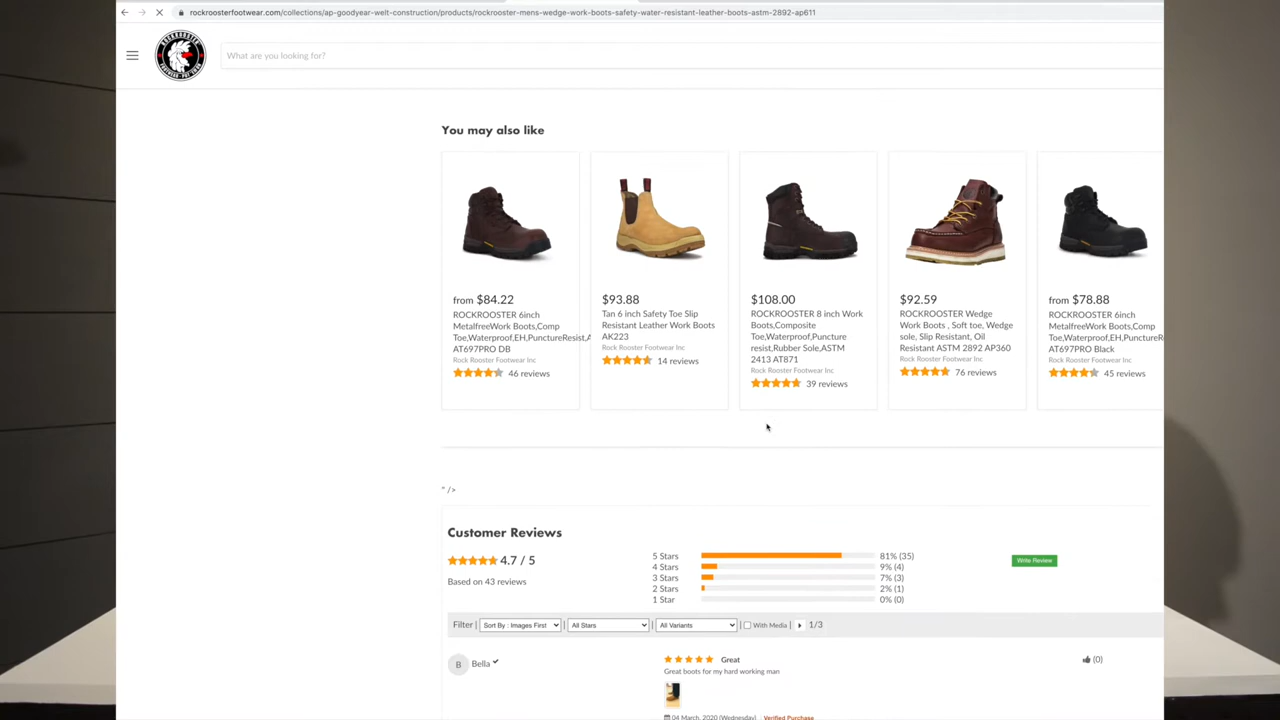 rockroosterfootwear.com/collections/ap-goodyear-welt-construction/products/rockrooster-mens-wedge-work-boots-safety-water-resistant-leather-boots-astm-2892-ap611
ROCKROOSTER
What are you looking for?
You may also like
from $84.22
ROCKROOSTER 6inch
MetalfreeWork Boots,Comp
Toe,Waterproof,EH,PunctureResist,A
AT697PRO DB
Rock Rooster Footwear Inc
46 reviews
$93.88
Tan 6 inch Safety Toe Slip
Resistant Leather Work Boots
AK223
Rock Rooster Footwear Inc
14 reviews
$108.00
ROCKROOSTER 8 inch Work
Boots,Composite
Toe,Waterproof,Puncture
resist,Rubber Sole,ASTM
2413 AT871
Rock Rooster Footwear Inc
39 reviews
$92.59
ROCKROOSTER Wedge
Work Boots , Soft toe, Wedge
sole, Slip Resistant, Oil
Resistant ASTM 2892 AP360
Rock Rooster Footwear Inc
76 reviews
from $78.88
ROCKROOSTER 6inch
MetalfreeWork Boots,Comp
Toe,Waterproof,EH,PunctureR
AT697PRO Black
Rock Rooster Footwear Inc
45 reviews
" />
Customer Reviews
4.7 / 5
Based on 43 reviews
5 Stars 81% (35)
4 Stars 9% (4)
3 Stars 7% (3)
2 Stars 2% (1)
1 Star 0% (0)
Write Review
Filter | Sort By : Images First | All Stars | All Variants | With Media | 1/3
B Bella
Great
(0)
Great boots for my hard working man
04 March, 2020 (Wednesday) Verified Purchase